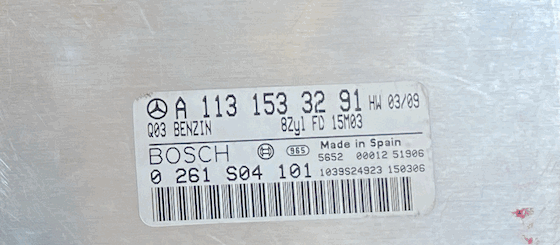 A 113 153 32 91 HW 03/09
Q03 BENZIN 8Zyl FD 15M03
BOSCH 965 Made in Spain
5652 00012 51906
0 261 S04 101 1039S24923 150306